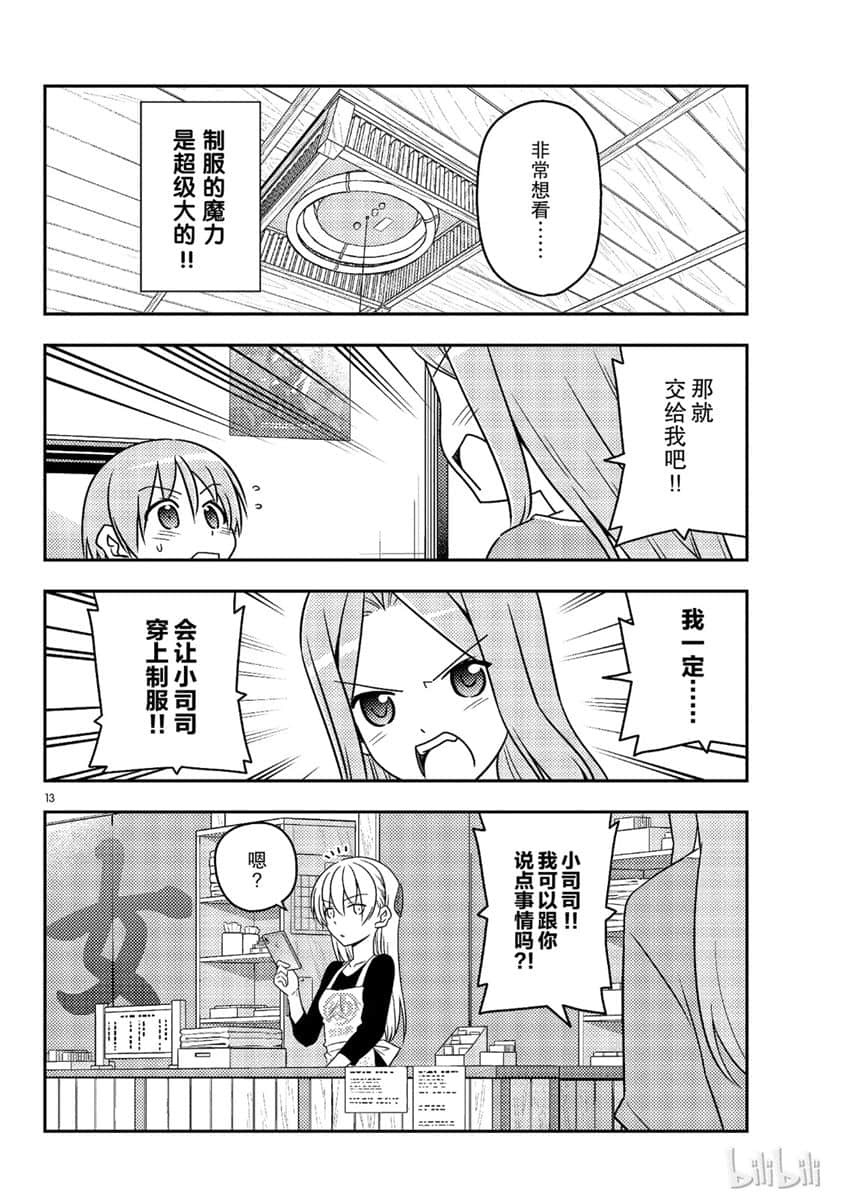 非常想看……
制服的魔力
是超级大的!!
那就
交给我吧!!
我一定……
会让小司司
穿上制服!!
13
小司司!!
我可以跟你
说点事情吗?!
嗯?
女
bilibili